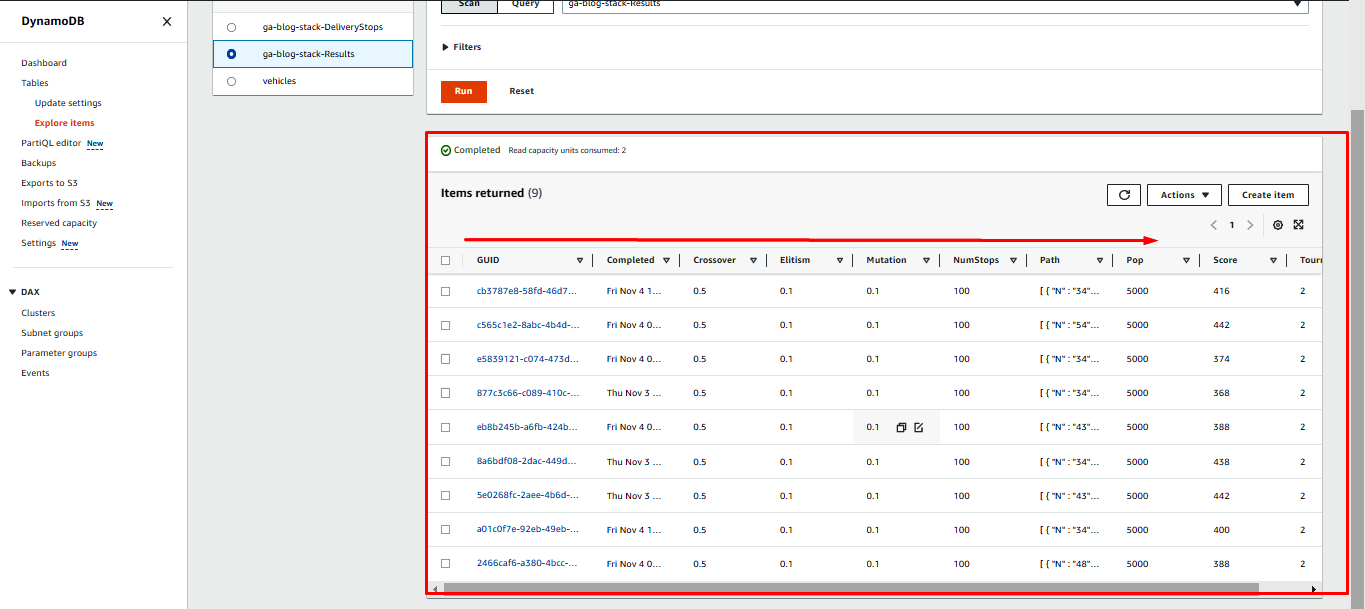 DynamoDB
Dashboard
Tables
Update settings
Explore items
PartiQL editor New
Backups
Exports to S3
Imports from S3 New
Reserved capacity
Settings New
DAX
Clusters
Subnet groups
Parameter groups
Events
ga-blog-stack-DeliveryStops
ga-blog-stack-Results
vehicles
Scan Query ga-blog-stack-Results
Filters
Run Reset
Completed Read capacity units consumed: 2
Items returned (9)
Actions Create item
1
GUID Completed Crossover Elitism Mutation NumStops Path Pop Score Tourn
cb3787e8-58fd-46d7... Fri Nov 4 1... 0.5 0.1 0.1 100 [ { "N" : "34"... 5000 416 2
c565c1e2-8abc-4b4d-... Fri Nov 4 0... 0.5 0.1 0.1 100 [ { "N" : "54"... 5000 442 2
e5839121-c074-473d... Fri Nov 4 0... 0.5 0.1 0.1 100 [ { "N" : "34"... 5000 374 2
877c3c66-c089-410c-... Thu Nov 3 ... 0.5 0.1 0.1 100 [ { "N" : "34"... 5000 368 2
eb8b245b-a6fb-424b... Fri Nov 4 0... 0.5 0.1 0.1 100 [ { "N" : "43"... 5000 388 2
8a6bdf08-2dac-449d... Thu Nov 3 ... 0.5 0.1 0.1 100 [ { "N" : "34"... 5000 438 2
5e0268fc-2aee-4b6d-... Thu Nov 3 ... 0.5 0.1 0.1 100 [ { "N" : "43"... 5000 442 2
a01c0f7e-92eb-49eb-... Fri Nov 4 1... 0.5 0.1 0.1 100 [ { "N" : "34"... 5000 400 2
2466caf6-a380-4bcc-... Fri Nov 4 0... 0.5 0.1 0.1 100 [ { "N" : "48"... 5000 388 2